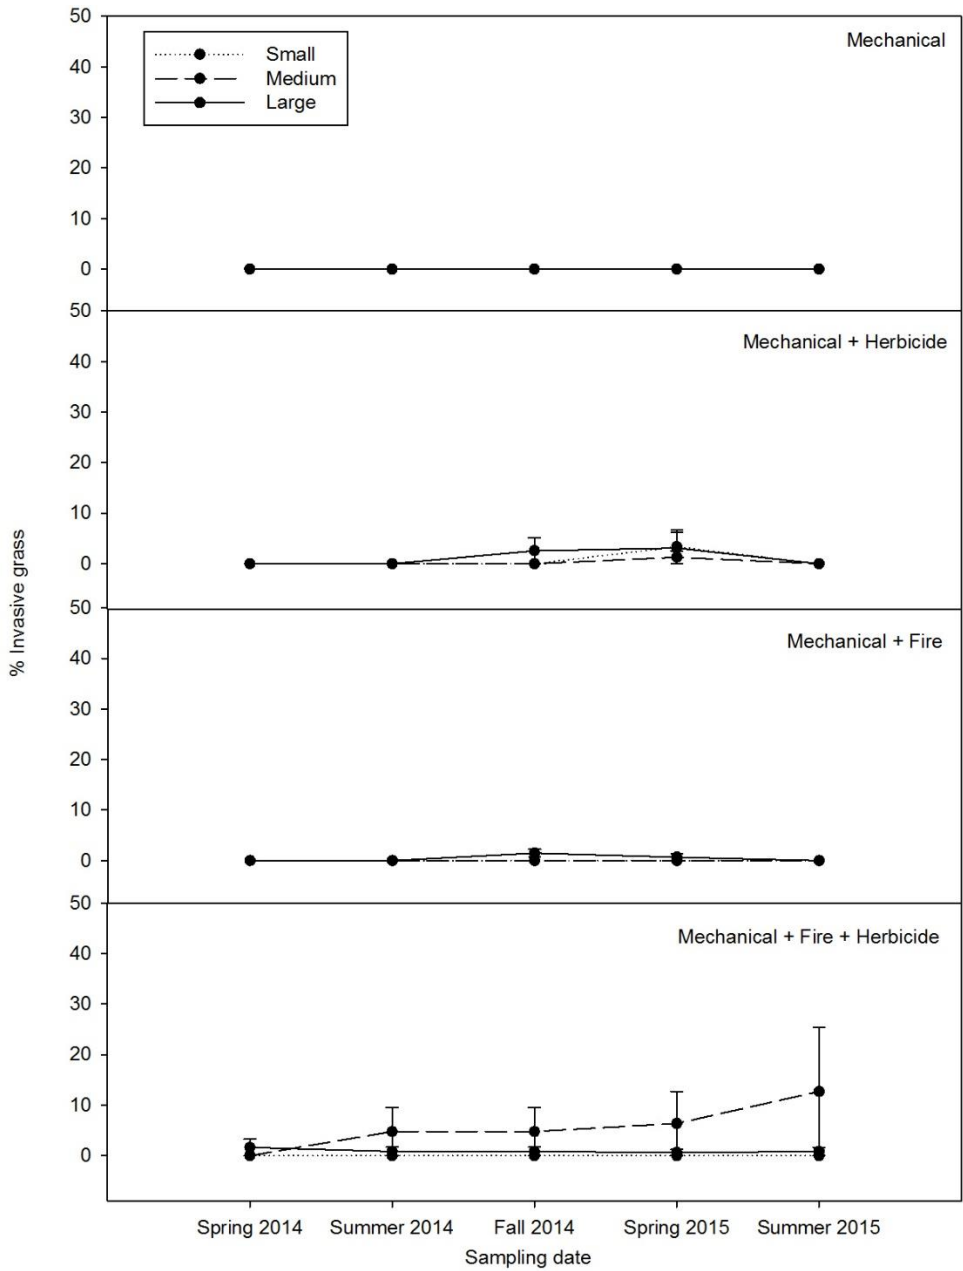 50
Mechanical
Small
40
Medium
Large
30
20
10
0
50
Mechanical + Herbicide
40
30
20
10
0
% Invasive grass
50
Mechanical + Fire
40
30
20
10
0
50
Mechanical + Fire + Herbicide
40
30
20
10
0
Spring 2014 Summer 2014 Fall 2014 Spring 2015 Summer 2015
Sampling date